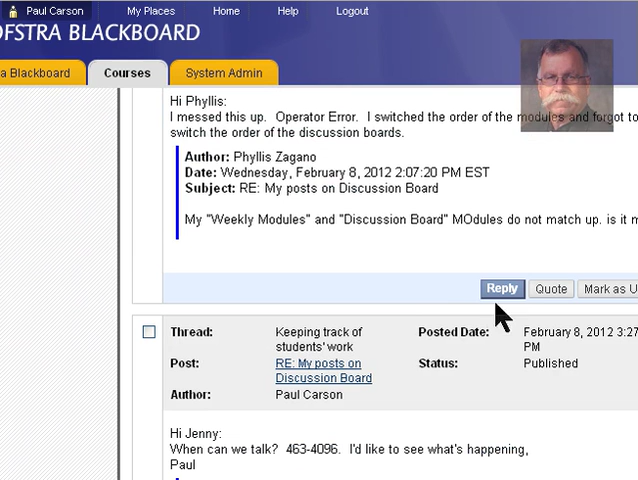 Paul Carson My Places Home Help Logout
OFSTRA BLACKBOARD
a Blackboard Courses System Admin
Hi Phyllis:
I messed this up. Operator Error. I switched the order of the modules and forgot to
switch the order of the discussion boards.
Author: Phyllis Zagano
Date: Wednesday, February 8, 2012 2:07:20 PM EST
Subject: RE: My posts on Discussion Board
My "Weekly Modules" and "Discussion Board" MOdules do not match up. is it m
Reply Quote Mark as U
Thread: Keeping track of students' work Posted Date: February 8, 2012 3:27 PM
Post: RE: My posts on Discussion Board Status: Published
Author: Paul Carson
Hi Jenny:
When can we talk? 463-4096. I'd like to see what's happening,
Paul